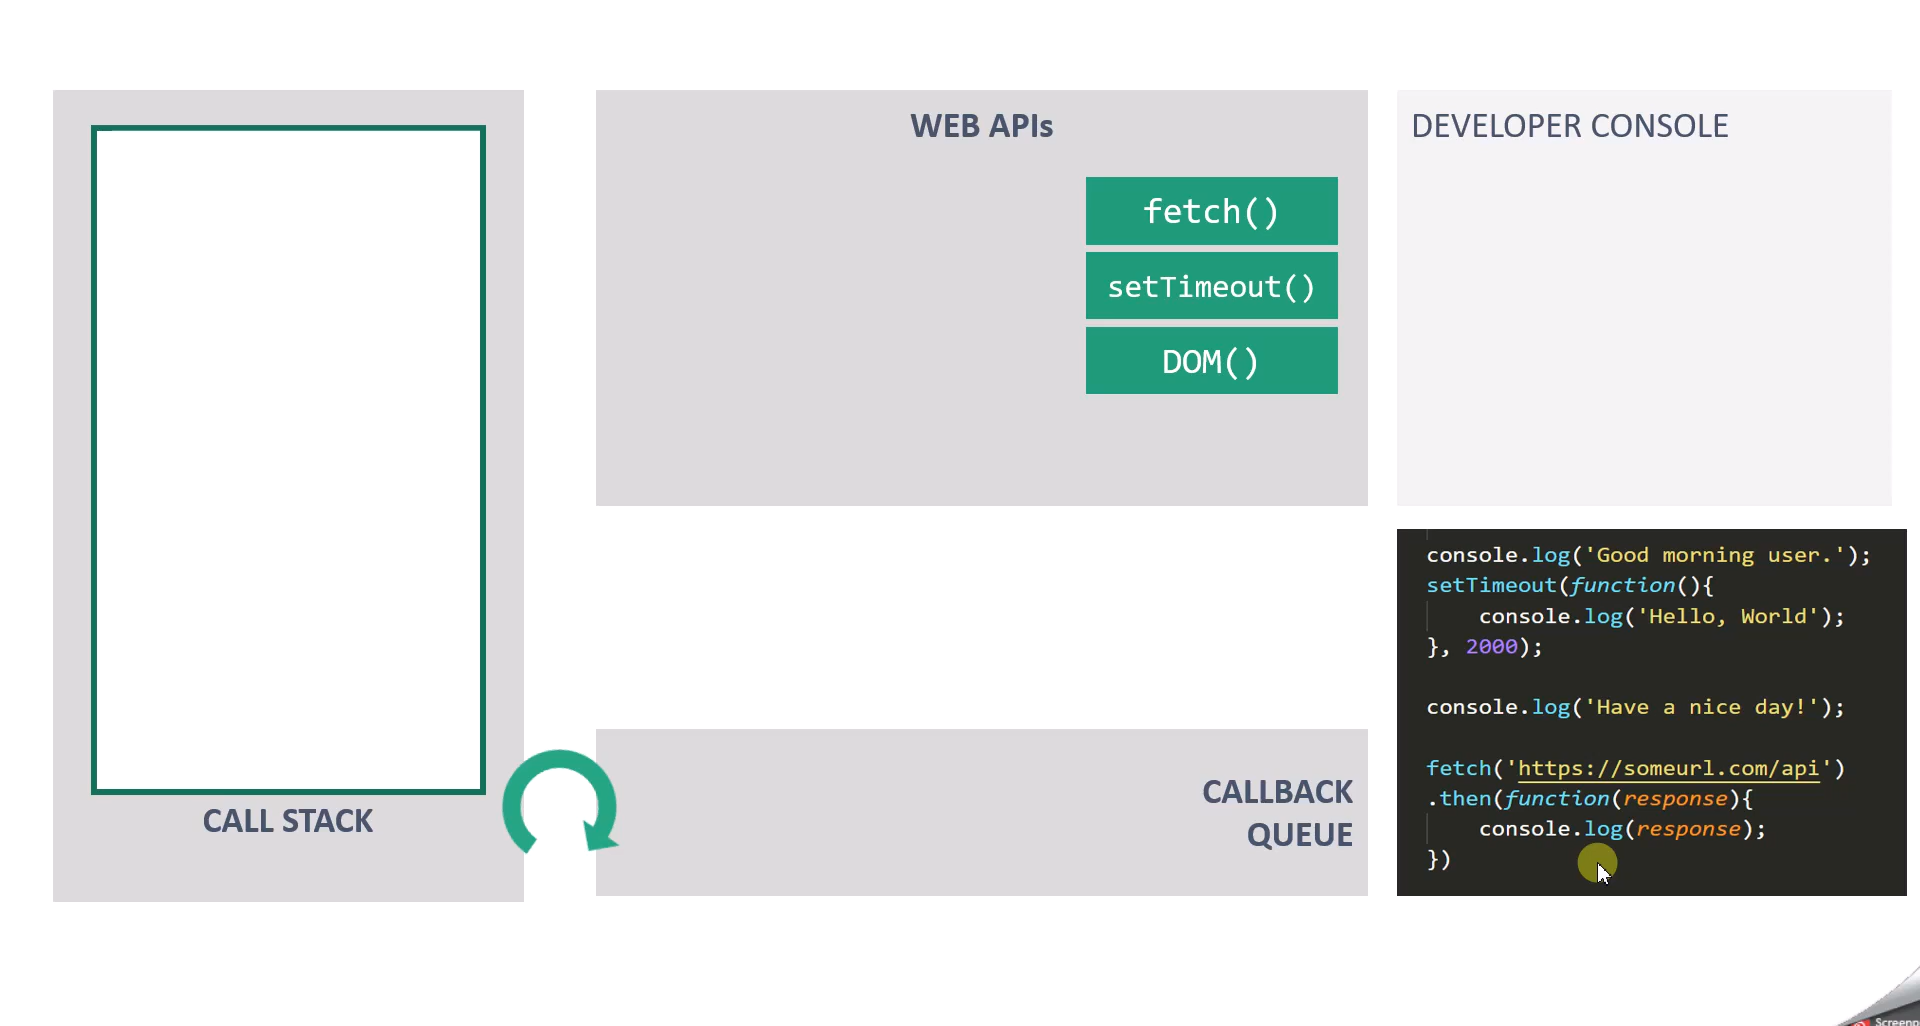 WEB APIs
fetch()
setTimeout()
DOM()
DEVELOPER CONSOLE
CALL STACK
CALLBACK
QUEUE
console.log('Good morning user.');
setTimeout(function(){
    console.log('Hello, World');
}, 2000);
console.log('Have a nice day!');
fetch('https://someurl.com/api')
.then(function(response){
    console.log(response);
})